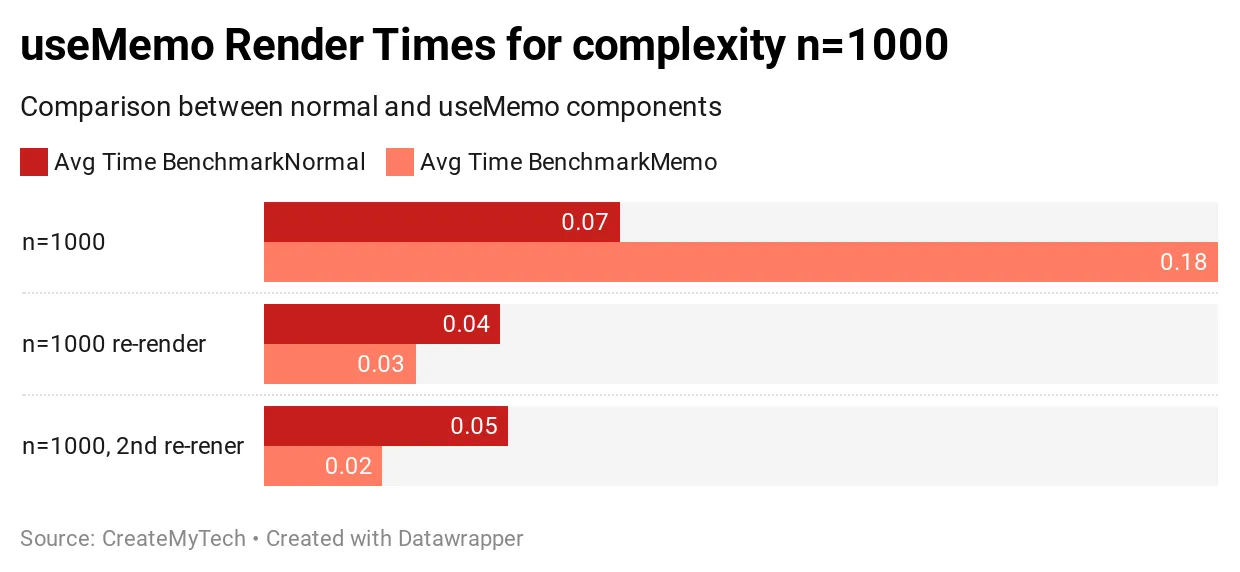 useMemo Render Times for complexity n=1000
Comparison between normal and useMemo components
Avg Time BenchmarkNormal Avg Time BenchmarkMemo
n=1000
0.07
0.18
n=1000 re-render
0.04
0.03
n=1000, 2nd re-rener
0.05
0.02
Source: CreateMyTech • Created with Datawrapper